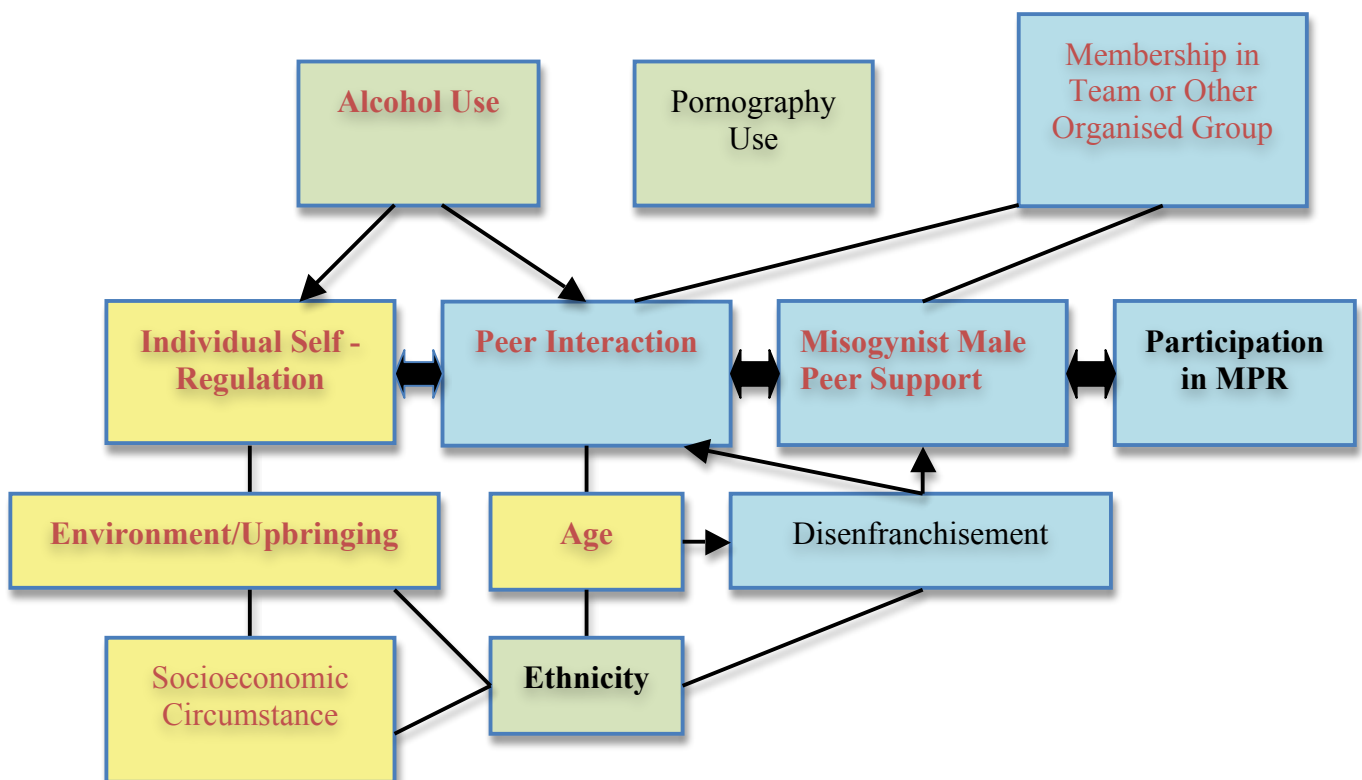 Alcohol Use
Pornography
Use
Membership in
Team or Other
Organised Group
Individual Self -
Regulation
Peer Interaction
Misogynist Male
Peer Support
Participation
in MPR
Environment/Upbringing
Age
Disenfranchisement
Socioeconomic
Circumstance
Ethnicity